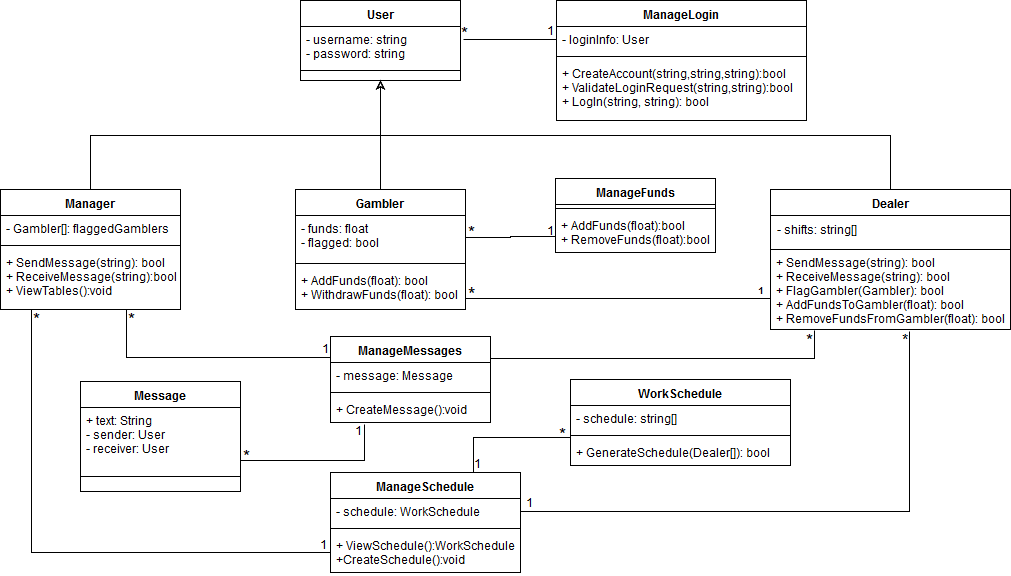 User
- username: string
- password: string
*
1
ManageLogin
- loginInfo: User
+ CreateAccount(string,string,string):bool
+ ValidateLoginRequest(string,string):bool
+ LogIn(string, string): bool
Manager
- Gambler[]: flaggedGamblers
+ SendMessage(string): bool
+ ReceiveMessage(string):bool
+ ViewTables():void
*
*
Gambler
- funds: float
- flagged: bool
+ AddFunds(float): bool
+ WithdrawFunds(float): bool
*
1
*
1
ManageFunds
+ AddFunds(float):bool
+ RemoveFunds(float):bool
Dealer
- shifts: string[]
+ SendMessage(string): bool
+ ReceiveMessage(string): bool
+ FlagGambler(Gambler): bool
+ AddFundsToGambler(float): bool
+ RemoveFundsFromGambler(float): bool
*
*
1
ManageMessages
- message: Message
+ CreateMessage():void
1
Message
+ text: String
- sender: User
- receiver: User
*
WorkSchedule
- schedule: string[]
+ GenerateSchedule(Dealer[]): bool
*
1
ManageSchedule
- schedule: WorkSchedule
+ ViewSchedule():WorkSchedule
+CreateSchedule():void
1
1